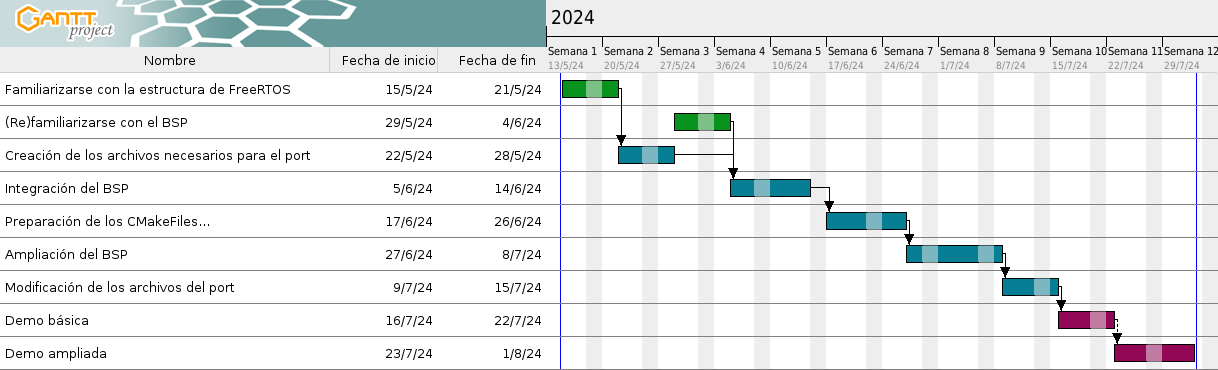 GANTT
project
2024
Nombre Fecha de inicio Fecha de fin
Semana 1 Semana 2 Semana 3 Semana 4 Semana 5 Semana 6 Semana 7 Semana 8 Semana 9 Semana 10 Semana 11 Semana 12
13/5/24 20/5/24 27/5/24 3/6/24 10/6/24 17/6/24 24/6/24 1/7/24 8/7/24 15/7/24 22/7/24 29/7/24
Familiarizarse con la estructura de FreeRTOS 15/5/24 21/5/24
(Re)familiarizarse con el BSP 29/5/24 4/6/24
Creación de los archivos necesarios para el port 22/5/24 28/5/24
Integración del BSP 5/6/24 14/6/24
Preparación de los CMakeFiles... 17/6/24 26/6/24
Ampliación del BSP 27/6/24 8/7/24
Modificación de los archivos del port 9/7/24 15/7/24
Demo básica 16/7/24 22/7/24
Demo ampliada 23/7/24 1/8/24